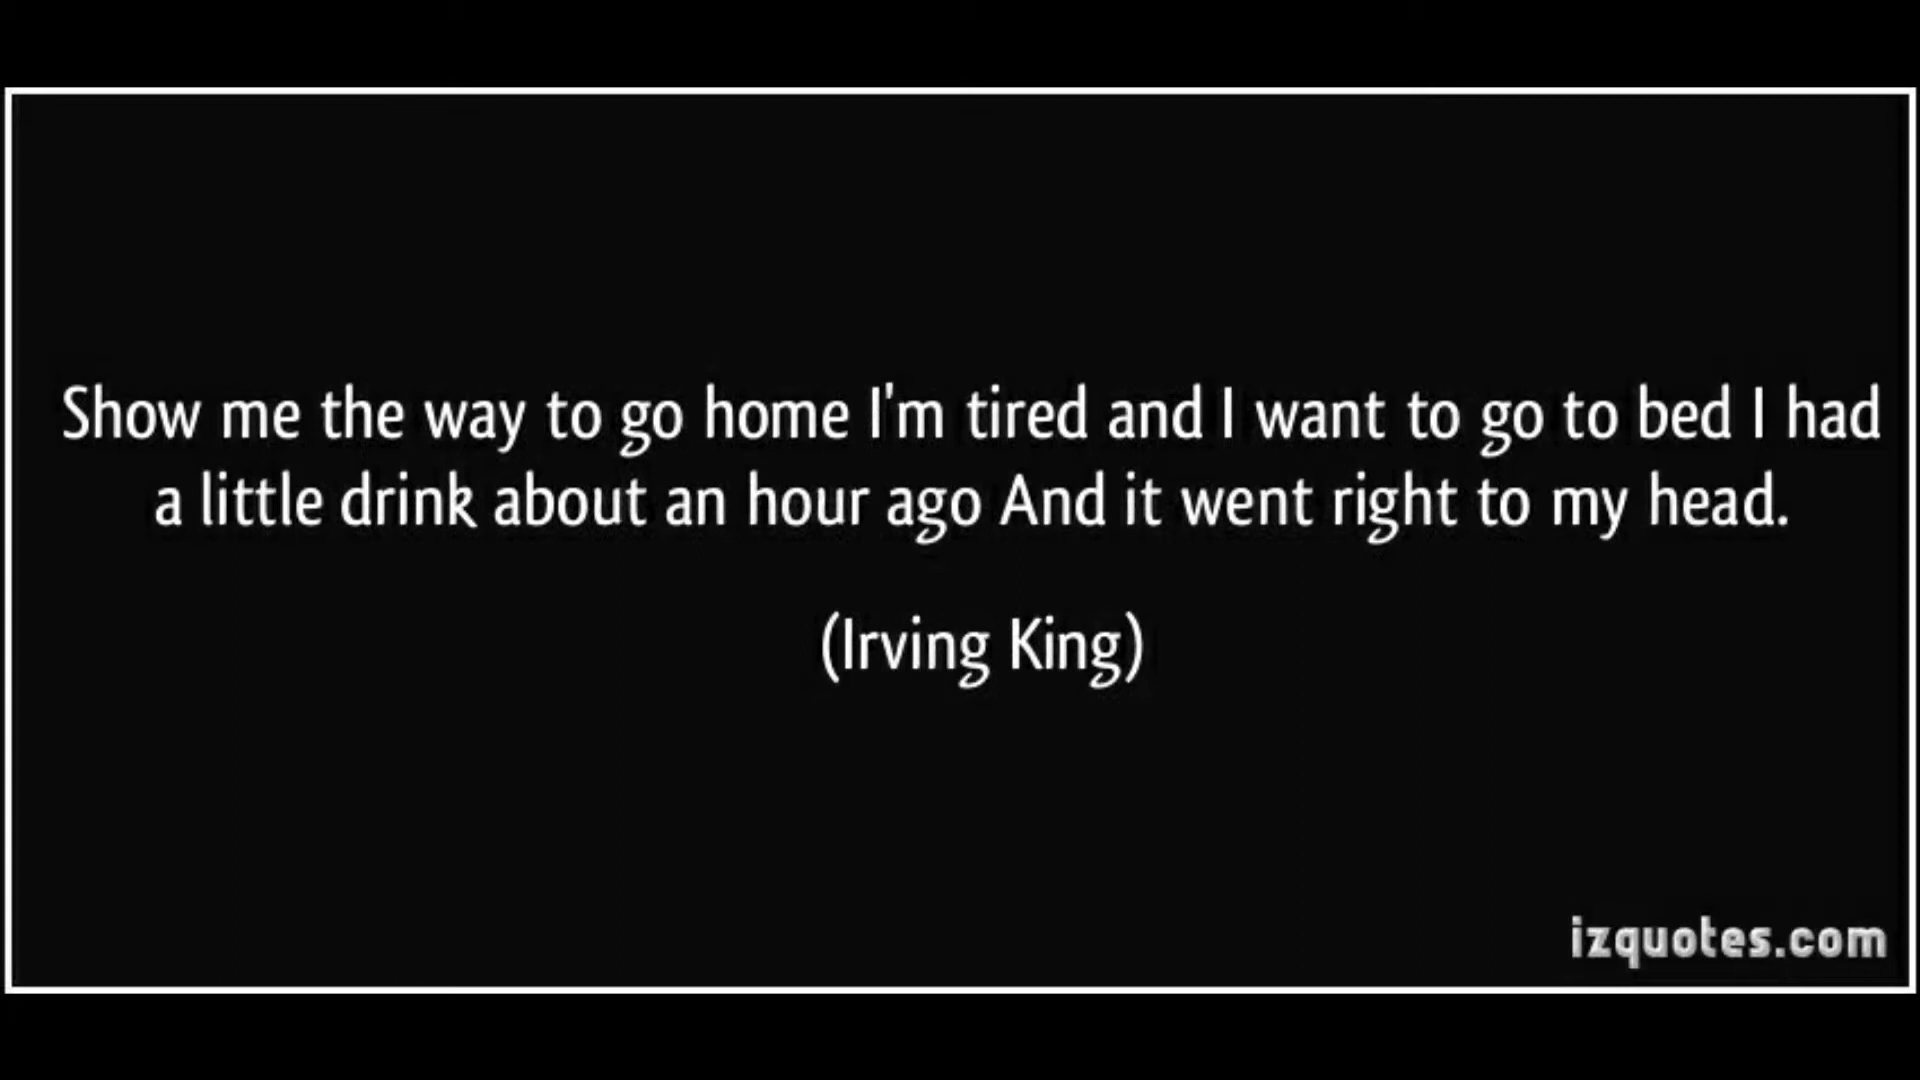 Show me the way to go home I'm tired and I want to go to bed I had
a little drink about an hour ago And it went right to my head.
(Irving King)
izquotes.com